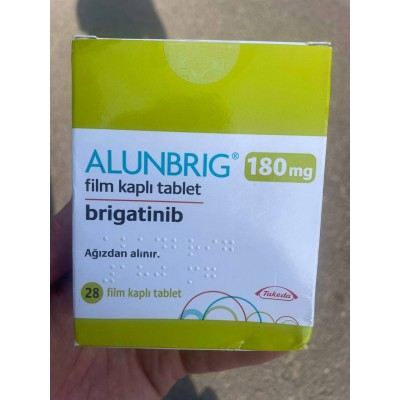 ALUNBRIG® 180 mg
film kaplı tablet
brigatinib
Ağızdan alınır.
28 film kaplı tablet
Takeda